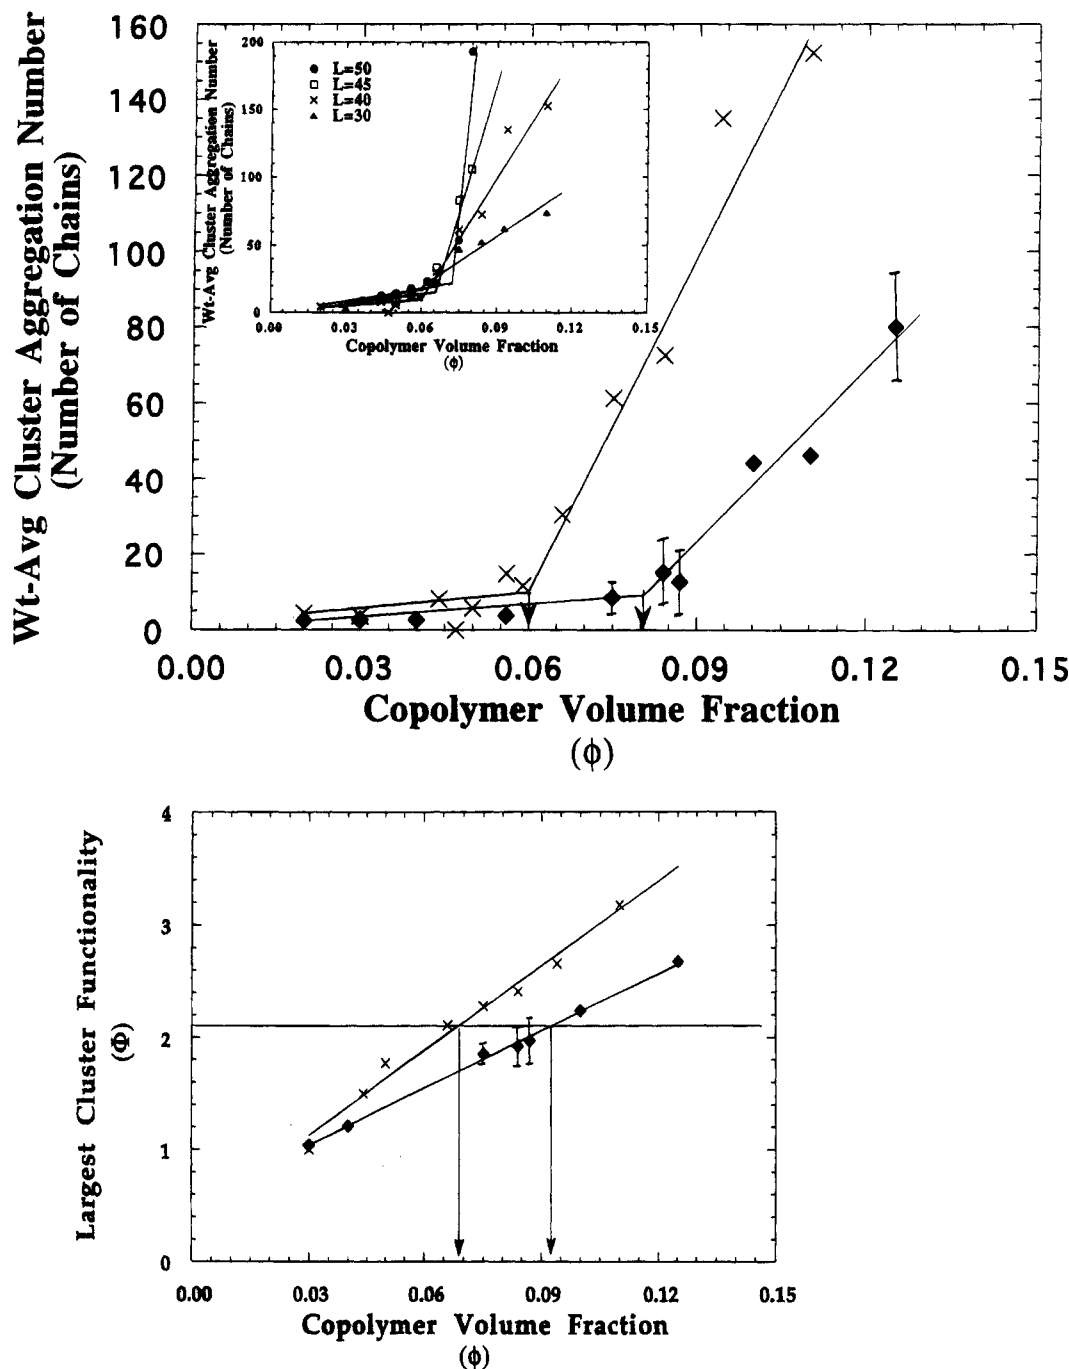 Wt-Avg Cluster Aggregation Number
(Number of Chains)
160
140
120
100
80
60
40
20
0
0.00
0.03
0.06
0.09
0.12
0.15
Copolymer Volume Fraction
(ϕ)
Wt-Avg Cluster Aggregation Number
(Number of Chains)
200
150
100
50
0
L=50
L=45
L=40
L=30
0.00
0.03
0.06
0.09
0.12
0.15
Copolymer Volume Fraction
(ϕ)
Largest Cluster Functionality
(Φ)
4
3
2
1
0
0.00
0.03
0.06
0.09
0.12
0.15
Copolymer Volume Fraction
(ϕ)